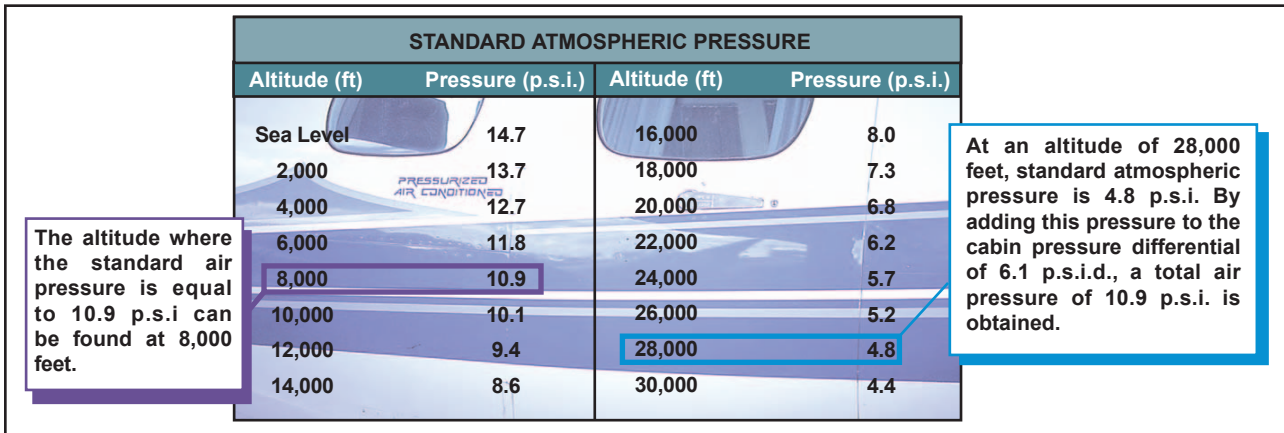 STANDARD ATMOSPHERIC PRESSURE
Altitude (ft) Pressure (p.s.i.) Altitude (ft) Pressure (p.s.i.)
Sea Level 14.7 16,000 8.0
2,000 13.7 18,000 7.3
PRESSURIZED
AIR CONDITIONED
4,000 12.7 20,000 6.8
6,000 11.8 22,000 6.2
8,000 10.9 24,000 5.7
10,000 10.1 26,000 5.2
12,000 9.4 28,000 4.8
14,000 8.6 30,000 4.4
The altitude where
the standard air
pressure is equal
to 10.9 p.s.i can
be found at 8,000
feet.
At an altitude of 28,000
feet, standard atmospheric
pressure is 4.8 p.s.i. By
adding this pressure to the
cabin pressure differential
of 6.1 p.s.i.d., a total air
pressure of 10.9 p.s.i. is
obtained.